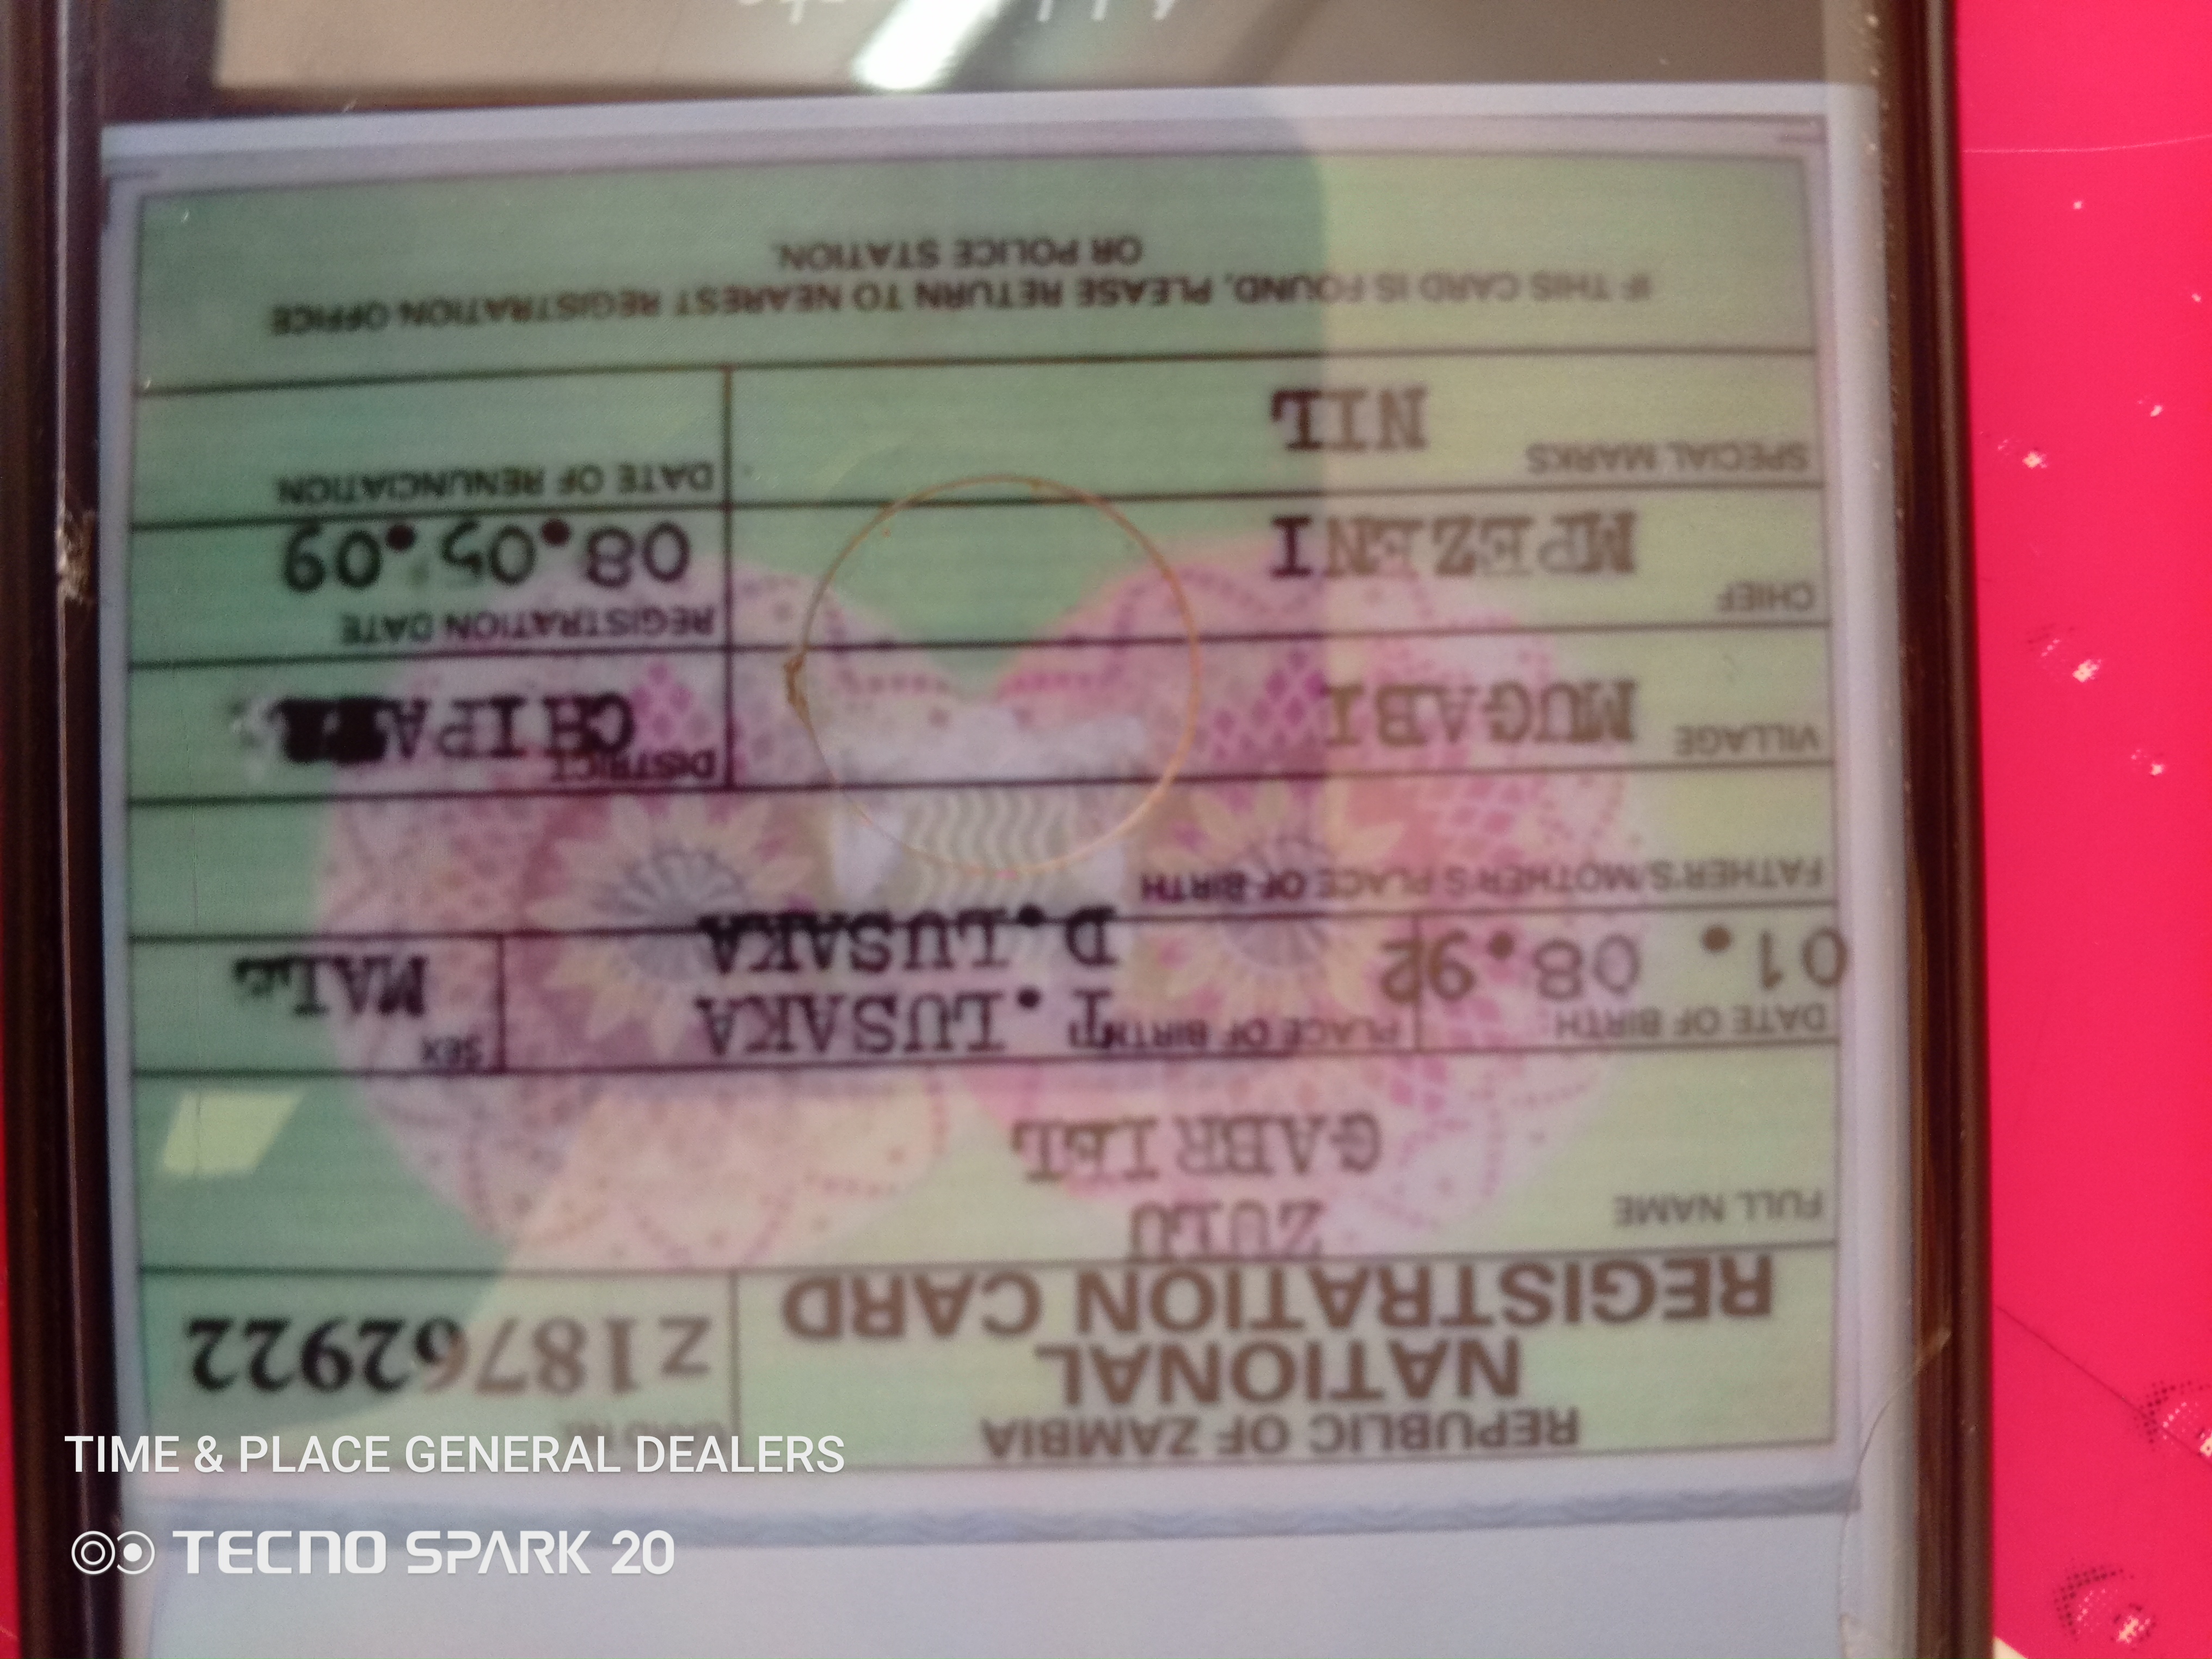 REPUBLIC OF ZAMBIA
NATIONAL
REGISTRATION CARD
z18762922
FULL NAME
ZULU
GABRIEL
DATE OF BIRTH
01. 08.92
PLACE OF BIRTH
T.LUSAKA
D.LUSAKA
SEX
MALE
FATHER'S/MOTHER'S PLACE OF BIRTH
VILLAGE
MUGABI
DISTRICT
CHIEF
MPEZENI
REGISTRATION DATE
08.05.09
SPECIAL MARKS
NIL
DATE OF RENUNCIATION
IF THIS CARD IS FOUND, PLEASE RETURN TO NEAREST REGISTRATION OFFICE
OR POLICE STATION.
TIME & PLACE GENERAL DEALERS
TECNO SPARK 20